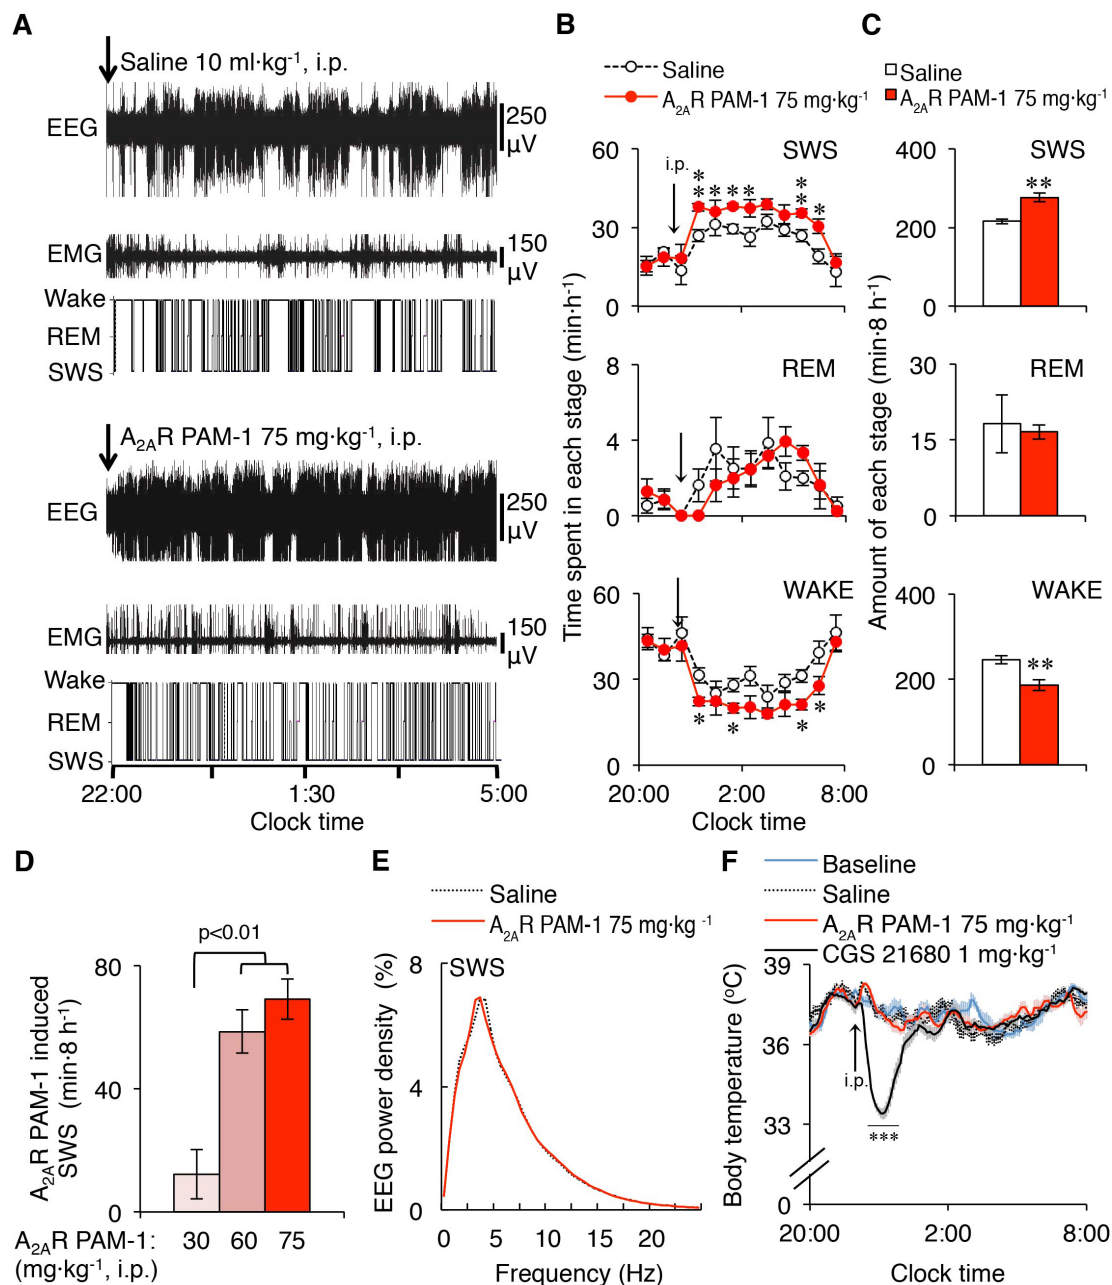 A
Saline 10 ml·kg-1, i.p.
EEG
250
µV
EMG
150
µV
Wake
REM
SWS
A2AR PAM-1 75 mg·kg-1, i.p.
EEG
250
µV
EMG
150
µV
Wake
REM
SWS
22:00 1:30 5:00
Clock time
B
Saline
A2AR PAM-1 75 mg·kg-1
Time spent in each stage (min·h-1)
60
30
0
SWS
i.p.
** * * * ** *
8
4
0
REM
60
30
0
WAKE
* * * *
20:00 2:00 8:00
Clock time
C
Saline
A2AR PAM-1 75 mg·kg-1
Amount of each stage (min·8 h-1)
400
200
0
SWS
**
30
15
0
REM
400
200
0
WAKE
**
D
p<0.01
A2AR PAM-1 induced
SWS (min·8 h-1)
80
40
0
A2AR PAM-1: 30 60 75
(mg·kg-1, i.p.)
E
Saline
A2AR PAM-1 75 mg·kg-1
SWS
EEG power density (%)
8
4
0
0 5 10 15 20
Frequency (Hz)
F
Baseline
Saline
A2AR PAM-1 75 mg·kg-1
CGS 21680 1 mg·kg-1
Body temperature (oC)
39
36
33
0
i.p.
***
20:00 2:00 8:00
Clock time